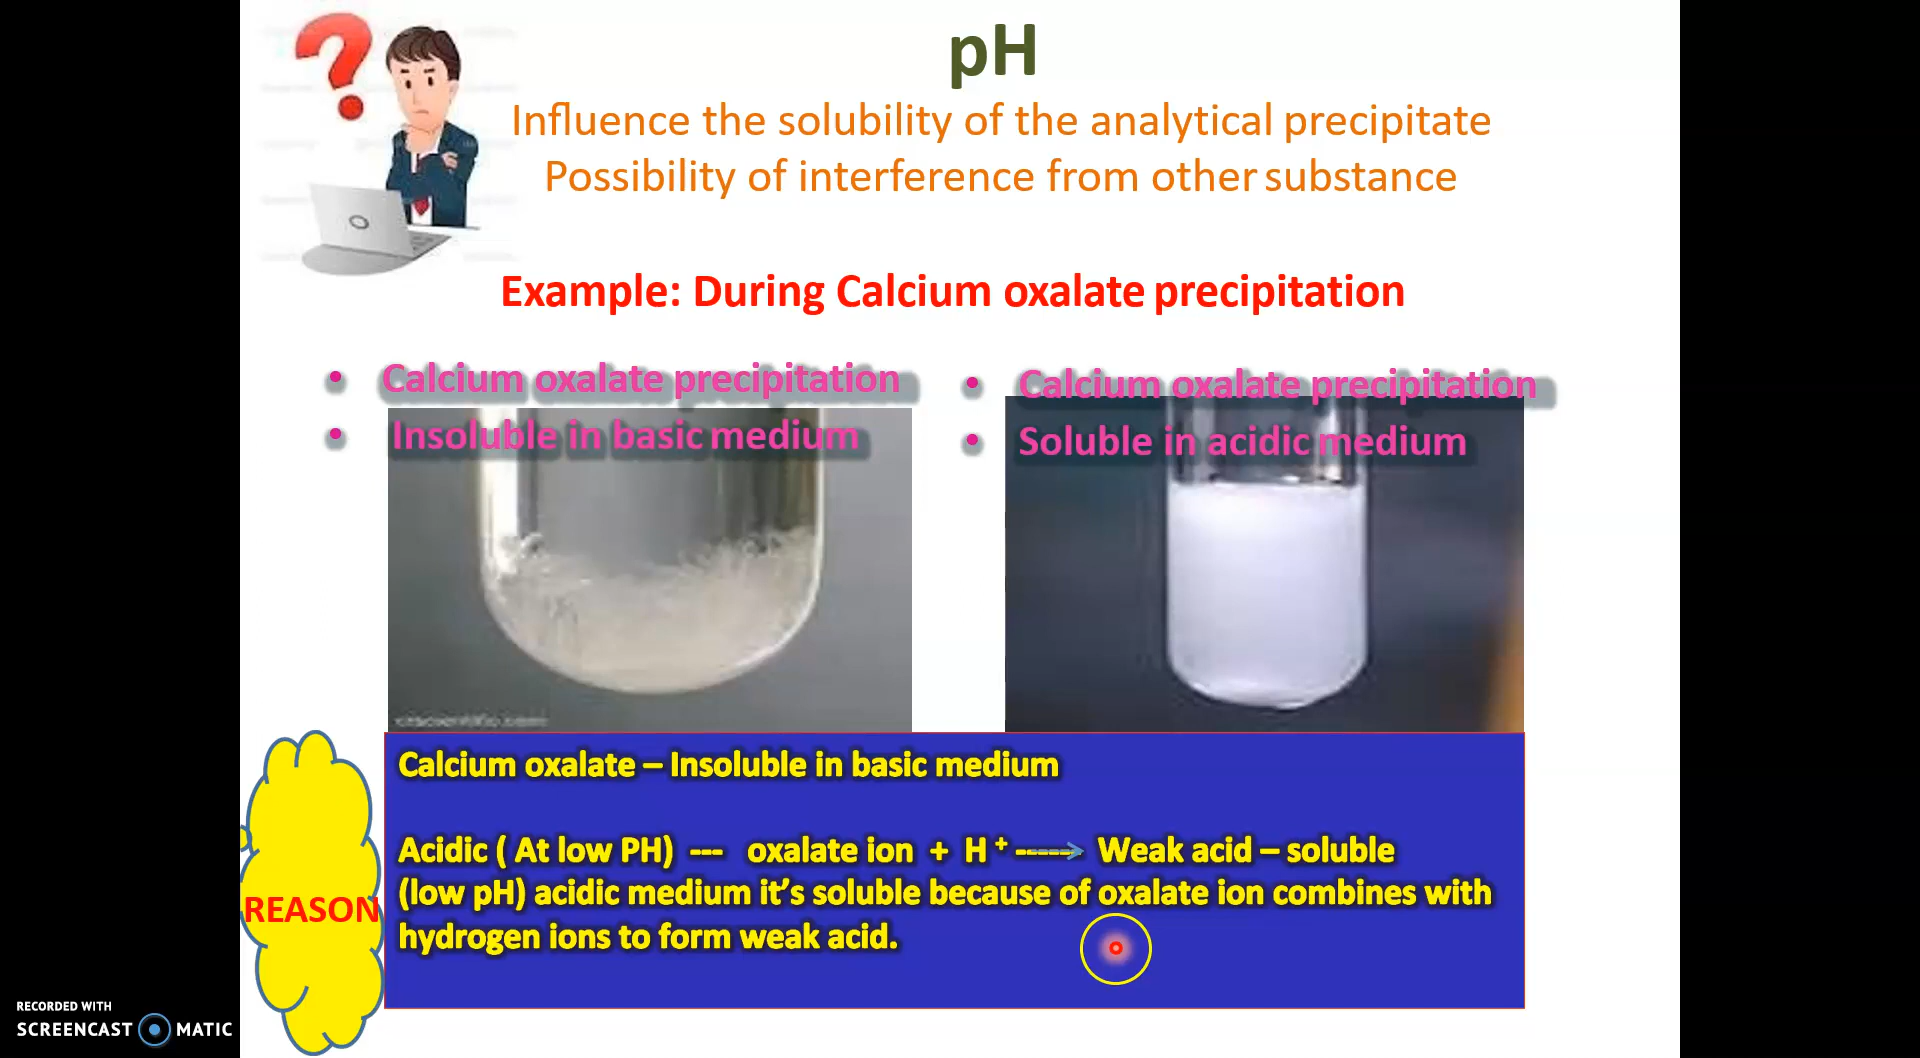 pH
Influence the solubility of the analytical precipitate
Possibility of interference from other substance
Example: During Calcium oxalate precipitation
• Calcium oxalate precipitation
• Insoluble in basic medium
• Calcium oxalate precipitation
• Soluble in acidic medium
Calcium oxalate – Insoluble in basic medium
Acidic ( At low PH) --- oxalate ion + H + -----→ Weak acid – soluble
(low pH) acidic medium it's soluble because of oxalate ion combines with
hydrogen ions to form weak acid.
REASON
RECORDED WITH
SCREENCAST MATIC